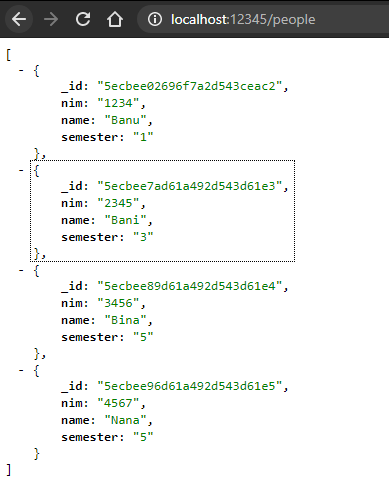 localhost:12345/people
[
- {
_id: "5ecbee02696f7a2d543ceac2",
nim: "1234",
name: "Banu",
semester: "1"
},
- {
_id: "5ecbee7ad61a492d543d61e3",
nim: "2345",
name: "Bani",
semester: "3"
},
- {
_id: "5ecbee89d61a492d543d61e4",
nim: "3456",
name: "Bina",
semester: "5"
},
- {
_id: "5ecbee96d61a492d543d61e5",
nim: "4567",
name: "Nana",
semester: "5"
}
]